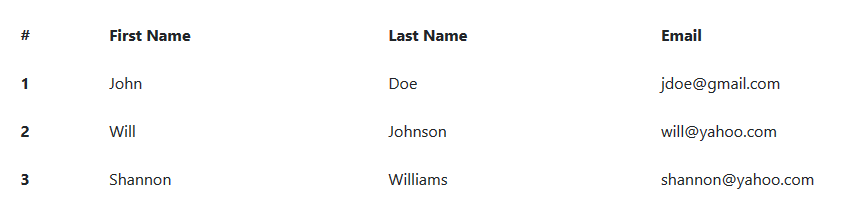 # First Name Last Name Email
1 John Doe jdoe@gmail.com
2 Will Johnson will@yahoo.com
3 Shannon Williams shannon@yahoo.com